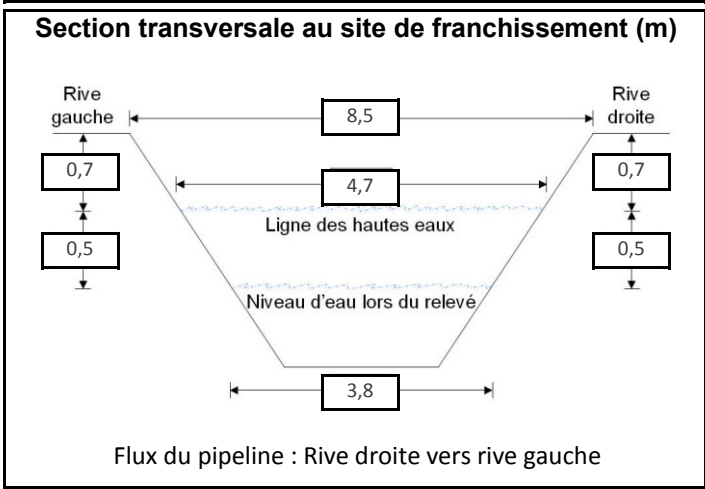 Section transversale au site de franchissement (m)
Rive
gauche
8,5
Rive
droite
0,7
4,7
0,7
Ligne des hautes eaux
0,5
0,5
Niveau d'eau lors du relevé
3,8
Flux du pipeline : Rive droite vers rive gauche